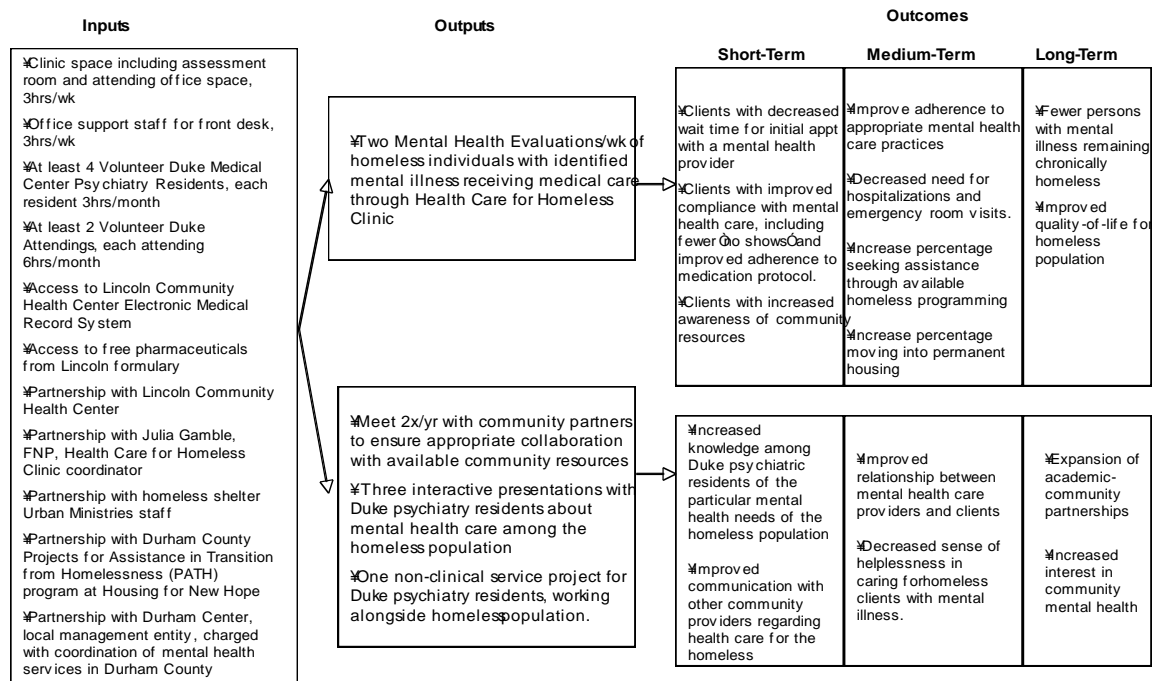 Inputs
Outputs
Outcomes
Short-Term
Medium-Term
Long-Term
¥Clinic space including assessment
room and attending office space,
3hrs/wk
¥Office support staff for front desk,
3hrs/wk
¥At least 4 Volunteer Duke Medical
Center Psychiatry Residents, each
resident 3hrs/month
¥At least 2 Volunteer Duke
Attendings, each attending
6hrs/month
¥Access to Lincoln Community
Health Center Electronic Medical
Record System
¥Access to free pharmaceuticals
from Lincoln formulary
¥Partnership with Lincoln Community
Health Center
¥Partnership with Julia Gamble,
FNP, Health Care for Homeless
Clinic coordinator
¥Partnership with homeless shelter
Urban Ministries staff
¥Partnership with Durham County
Projects for Assistance in Transition
from Homelessness (PATH)
program at Housing for New Hope
¥Partnership with Durham Center,
local management entity, charged
with coordination of mental health
services in Durham County
¥Two Mental Health Evaluations/wk of
homeless individuals with identified
mental illness receiving medical care
through Health Care for Homeless
Clinic
¥Meet 2x/yr with community partners
to ensure appropriate collaboration
with available community resources
¥Three interactive presentations with
Duke psychiatry residents about
mental health care among the
homeless population
¥One non-clinical service project for
Duke psychiatry residents, working
alongside homeless population.
¥Clients with decreased
wait time for initial appt
with a mental health
provider
¥Clients with improved
compliance with mental
health care, including
fewer Òno showsÓ and
improved adherence to
medication protocol.
¥Clients with increased
awareness of community
resources
¥Improve adherence to
appropriate mental health
care practices
¥Decreased need for
hospitalizations and
emergency room visits.
¥Increase percentage
seeking assistance
through available
homeless programming
¥Increase percentage
moving into permanent
housing
¥Fewer persons
with mental
illness remaining
chronically
homeless
¥Improved
quality-of-life for
homeless
population
¥Increased
knowledge among
Duke psychiatric
residents of the
particular mental
health needs of the
homeless population
¥Improved
communication with
other community
providers regarding
health care for the
homeless
¥Improved
relationship between
mental health care
providers and clients
¥Decreased sense of
helplessness in
caring forhomeless
clients with mental
illness.
¥Expansion of
academic-
community
partnerships
¥Increased
interest in
community
mental health